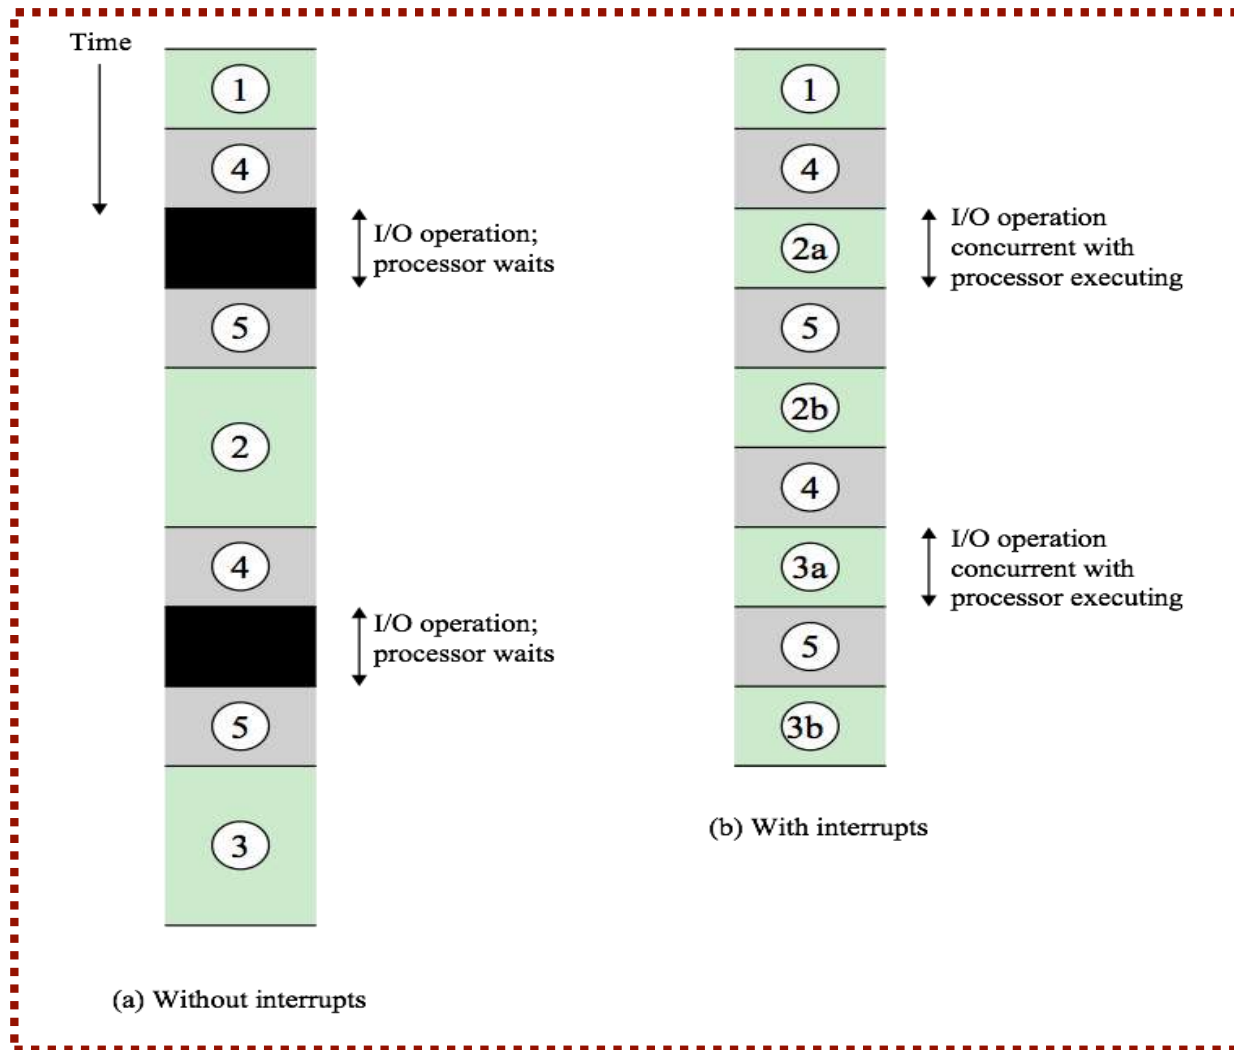 Time
1
4
I/O operation;
processor waits
5
2
4
I/O operation;
processor waits
5
3
(a) Without interrupts
1
4
2a
I/O operation
concurrent with
processor executing
5
2b
4
3a
I/O operation
concurrent with
processor executing
5
3b
(b) With interrupts